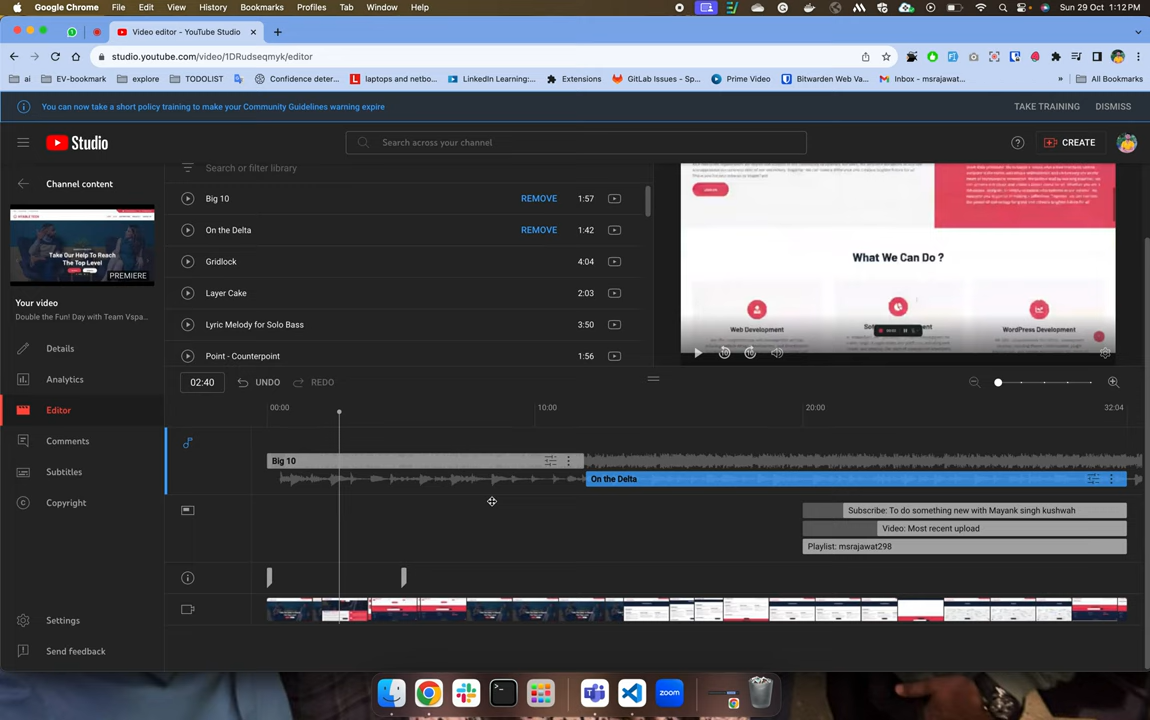 Google Chrome File Edit View History Bookmarks Profiles Tab Window Help Sun 29 Oct 1:12 PM
Video editor - YouTube Studio
studio.youtube.com/video/1DRudseqmyk/editor
ai EV-bookmark explore TODOLIST Confidence deter... laptops and netbo... LinkedIn Learning:... Extensions GitLab Issues - Sp... Prime Video Bitwarden Web Va... Inbox - msrajawat... » All Bookmarks
You can now take a short policy training to make your Community Guidelines warning expire TAKE TRAINING DISMISS
Studio Search across your channel CREATE
Channel content
Take Our Help To Reach
The Top Level
PREMIERE
Your video
Double the Fun! Day with Team Vspa...
Details
Analytics
Editor
Comments
Subtitles
Copyright
Settings
Send feedback
Search or filter library
Big 10 REMOVE 1:57
On the Delta REMOVE 1:42
Gridlock 4:04
Layer Cake 2:03
Lyric Melody for Solo Bass 3:50
Point - Counterpoint 1:56
What We Can Do ?
Web Development
WordPress Development
02:40 UNDO REDO
00:00 10:00 20:00 32:04
Big 10
On the Delta
Subscribe: To do something new with Mayank singh kushwah
Video: Most recent upload
Playlist: msrajawat298
zoom